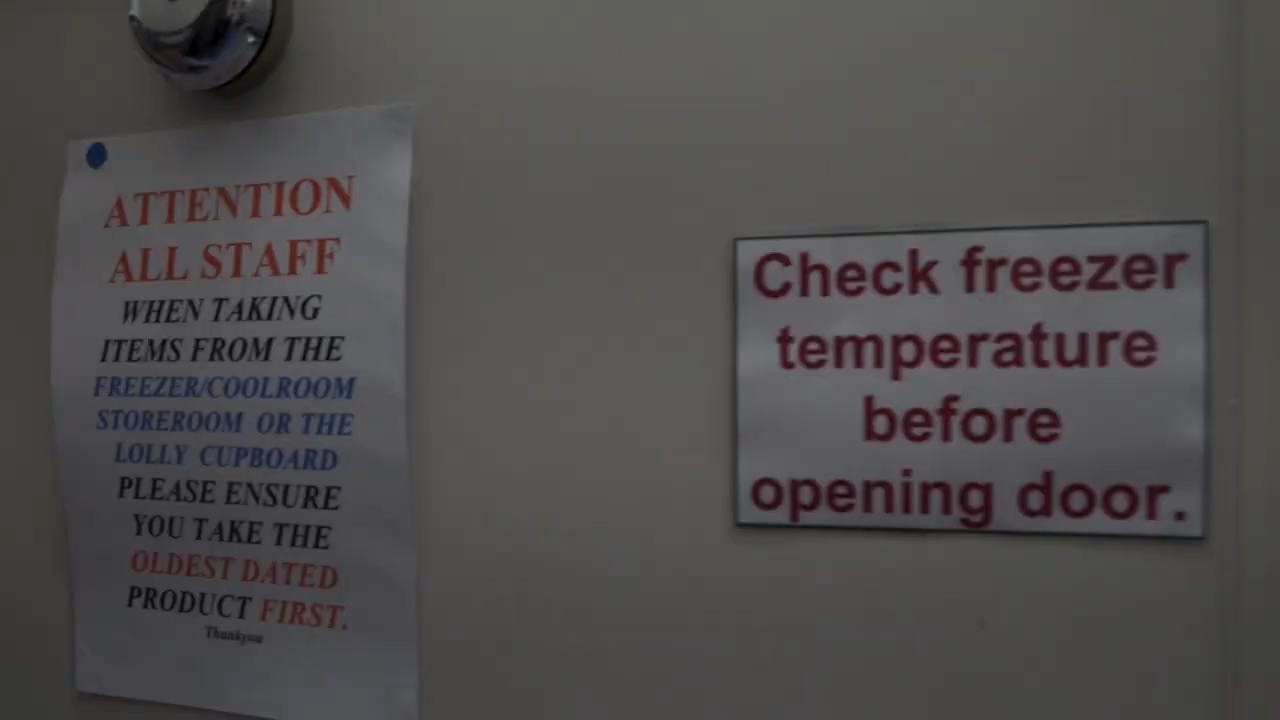 ATTENTION
ALL STAFF
WHEN TAKING
ITEMS FROM THE
FREEZER/COOLROOM
STOREROOM OR THE
LOLLY CUPBOARD
PLEASE ENSURE
YOU TAKE THE
OLDEST DATED
PRODUCT FIRST.
Thankyou
Check freezer
temperature
before
opening door.